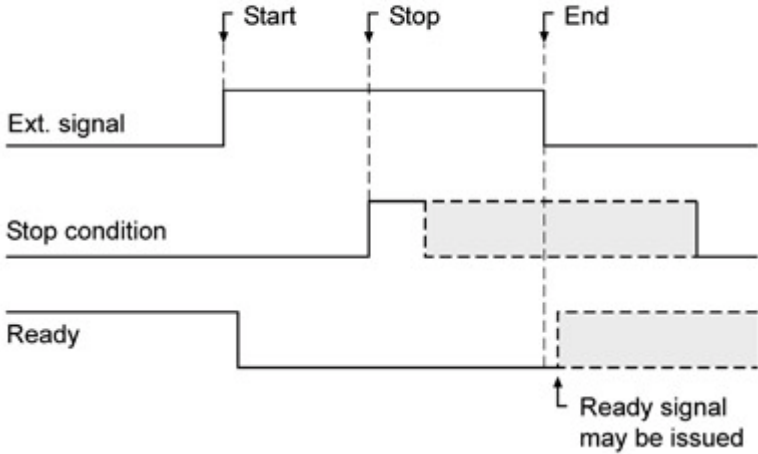 Start
Stop
End
Ext. signal
Stop condition
Ready
Ready signal
may be issued